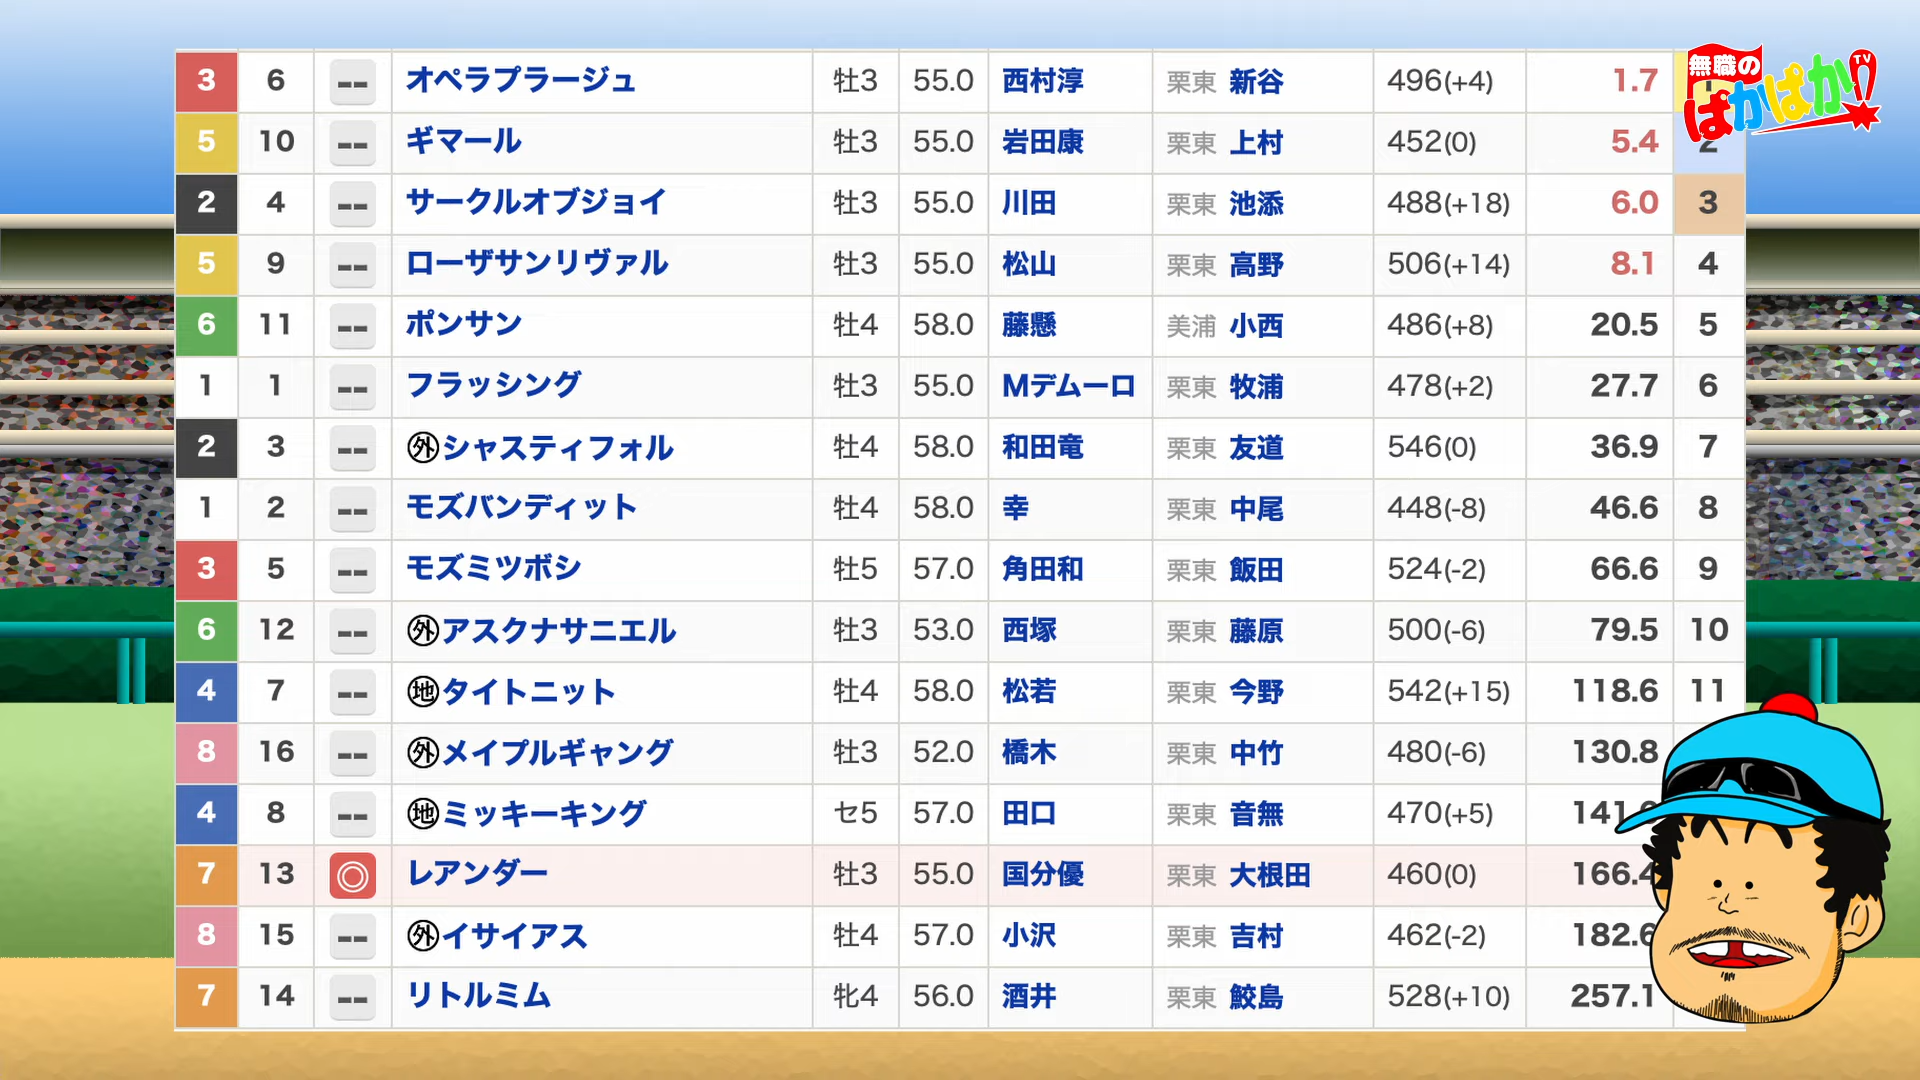 無職の
ぱかぱか!! TV
3 6 -- オペラプラージュ 牡3 55.0 西村淳 栗東 新谷 496(+4) 1.7
5 10 -- ギマール 牡3 55.0 岩田康 栗東 上村 452(0) 5.4 2
2 4 -- サークルオブジョイ 牡3 55.0 川田 栗東 池添 488(+18) 6.0 3
5 9 -- ローザサンリヴァル 牡3 55.0 松山 栗東 高野 506(+14) 8.1 4
6 11 -- ポンサン 牡4 58.0 藤懸 美浦 小西 486(+8) 20.5 5
1 1 -- フラッシング 牡3 55.0 Mデムーロ 栗東 牧浦 478(+2) 27.7 6
2 3 -- ㊕シャスティフォル 牡4 58.0 和田竜 栗東 友道 546(0) 36.9 7
1 2 -- モズバンディット 牡4 58.0 幸 栗東 中尾 448(-8) 46.6 8
3 5 -- モズミツボシ 牡5 57.0 角田和 栗東 飯田 524(-2) 66.6 9
6 12 -- 外アスクナサニエル 牡3 53.0 西塚 栗東 藤原 500(-6) 79.5 10
4 7 -- 地タイトニット 牡4 58.0 松若 栗東 今野 542(+15) 118.6 11
8 16 -- 外メイプルギャング 牡3 52.0 橋木 栗東 中竹 480(-6) 130.8
4 8 -- 地ミッキーキング セ5 57.0 田口 栗東 音無 470(+5) 141.
7 13 ◎ レアンダー 牡3 55.0 国分優 栗東 大根田 460(0) 166.4
8 15 -- 外イサイアス 牡4 57.0 小沢 栗東 吉村 462(-2) 182.6
7 14 -- リトルミム 牝4 56.0 酒井 栗東 鮫島 528(+10) 257.1